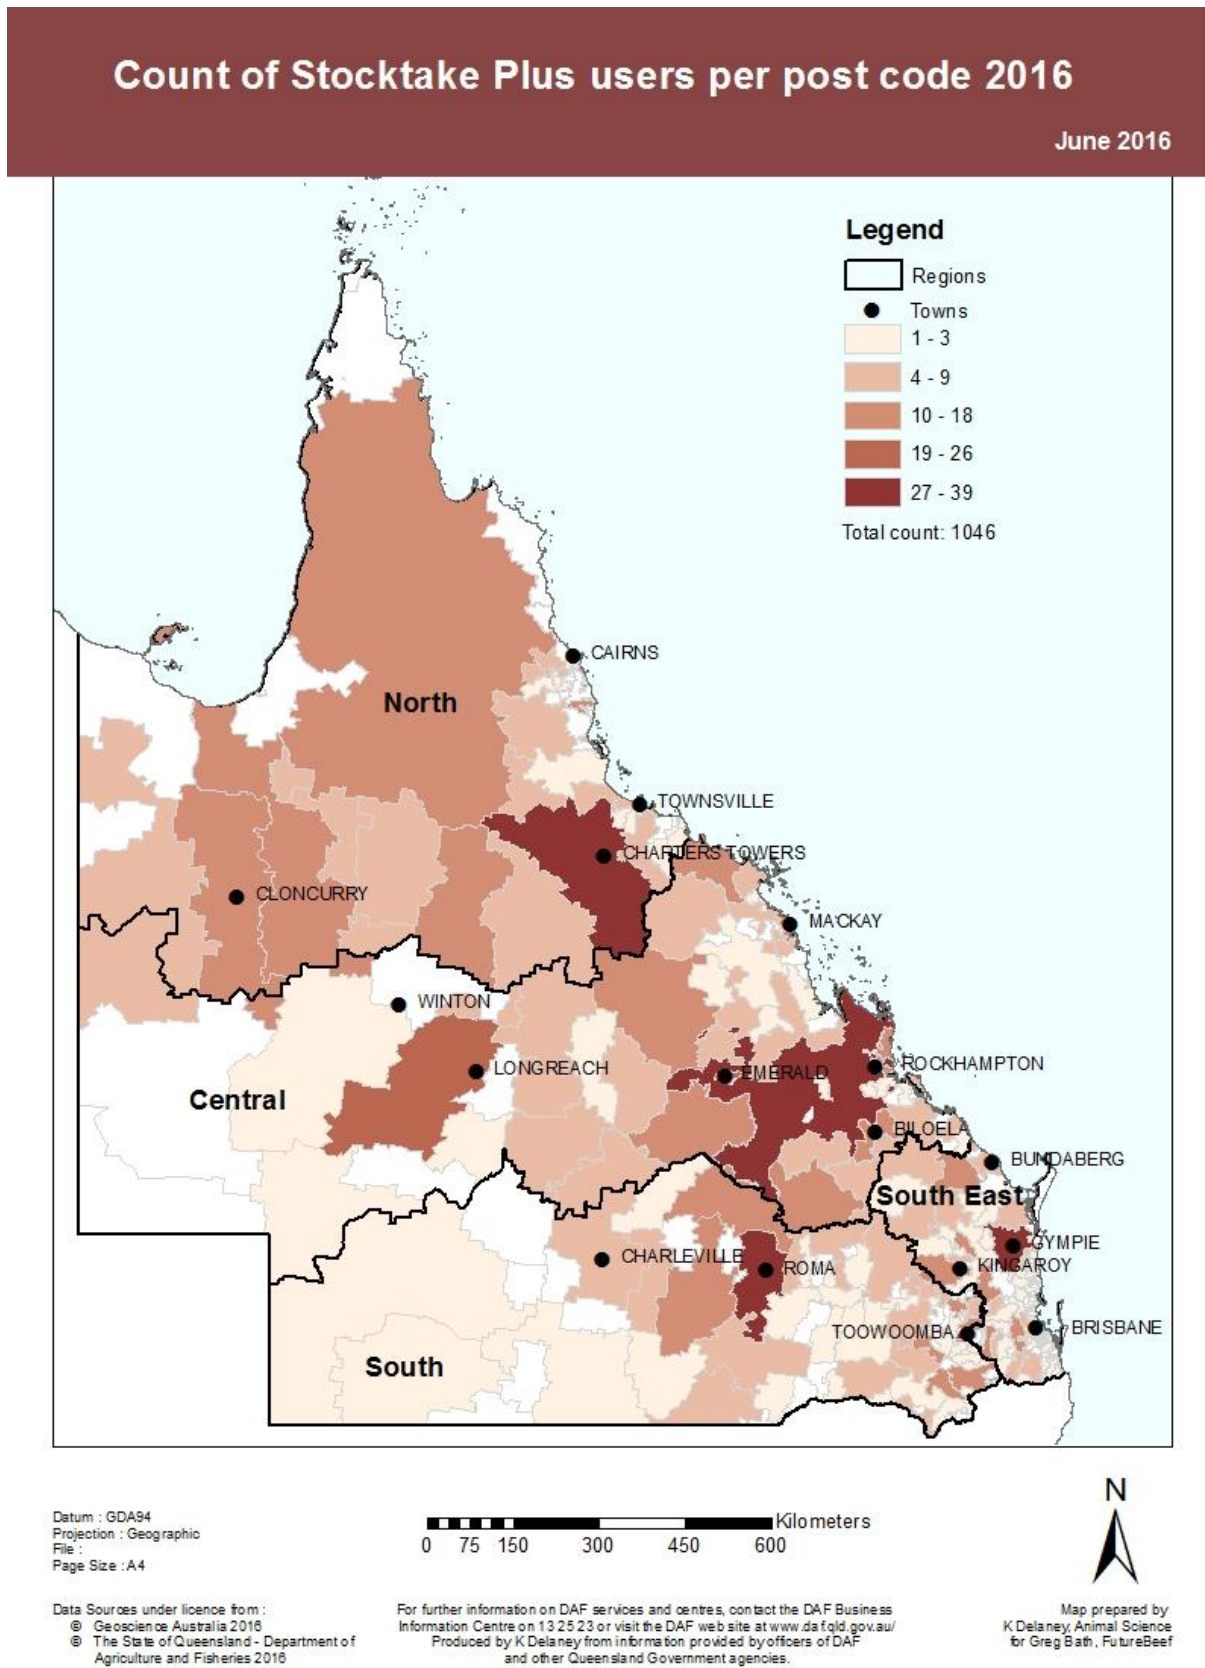 Count of Stocktake Plus users per post code 2016
June 2016
Legend
Regions
Towns
1 - 3
4 - 9
10 - 18
19 - 26
27 - 39
Total count: 1046
CAIRNS
North
TOWNSVILLE
CHARTERS TOWERS
CLONCURRY
MACKAY
WINTON
LONGREACH
EMERALD
ROCKHAMPTON
Central
BILOELA
BUNDABERG
South East
GYMPIE
CHARLEVILLE
ROMA
KINGAROY
TOOWOOMBA
BRISBANE
South
N
Datum : GDA94
Projection : Geographic
File :
Page Size : A4
Kilometers
0 75 150 300 450 600
Data Sources under licence from :
© Geoscience Australia 2016
© The State of Queensland - Department of
Agriculture and Fisheries 2016
For further information on DAF services and centres, contact the DAF Business
Information Centre on 13 25 23 or visit the DAF web site at www.daf.qld.gov.au/
Produced by K Delaney from information provided by officers of DAF
and other Queensland Government agencies.
Map prepared by
K Delaney, Animal Science
for Greg Bath, FutureBeef